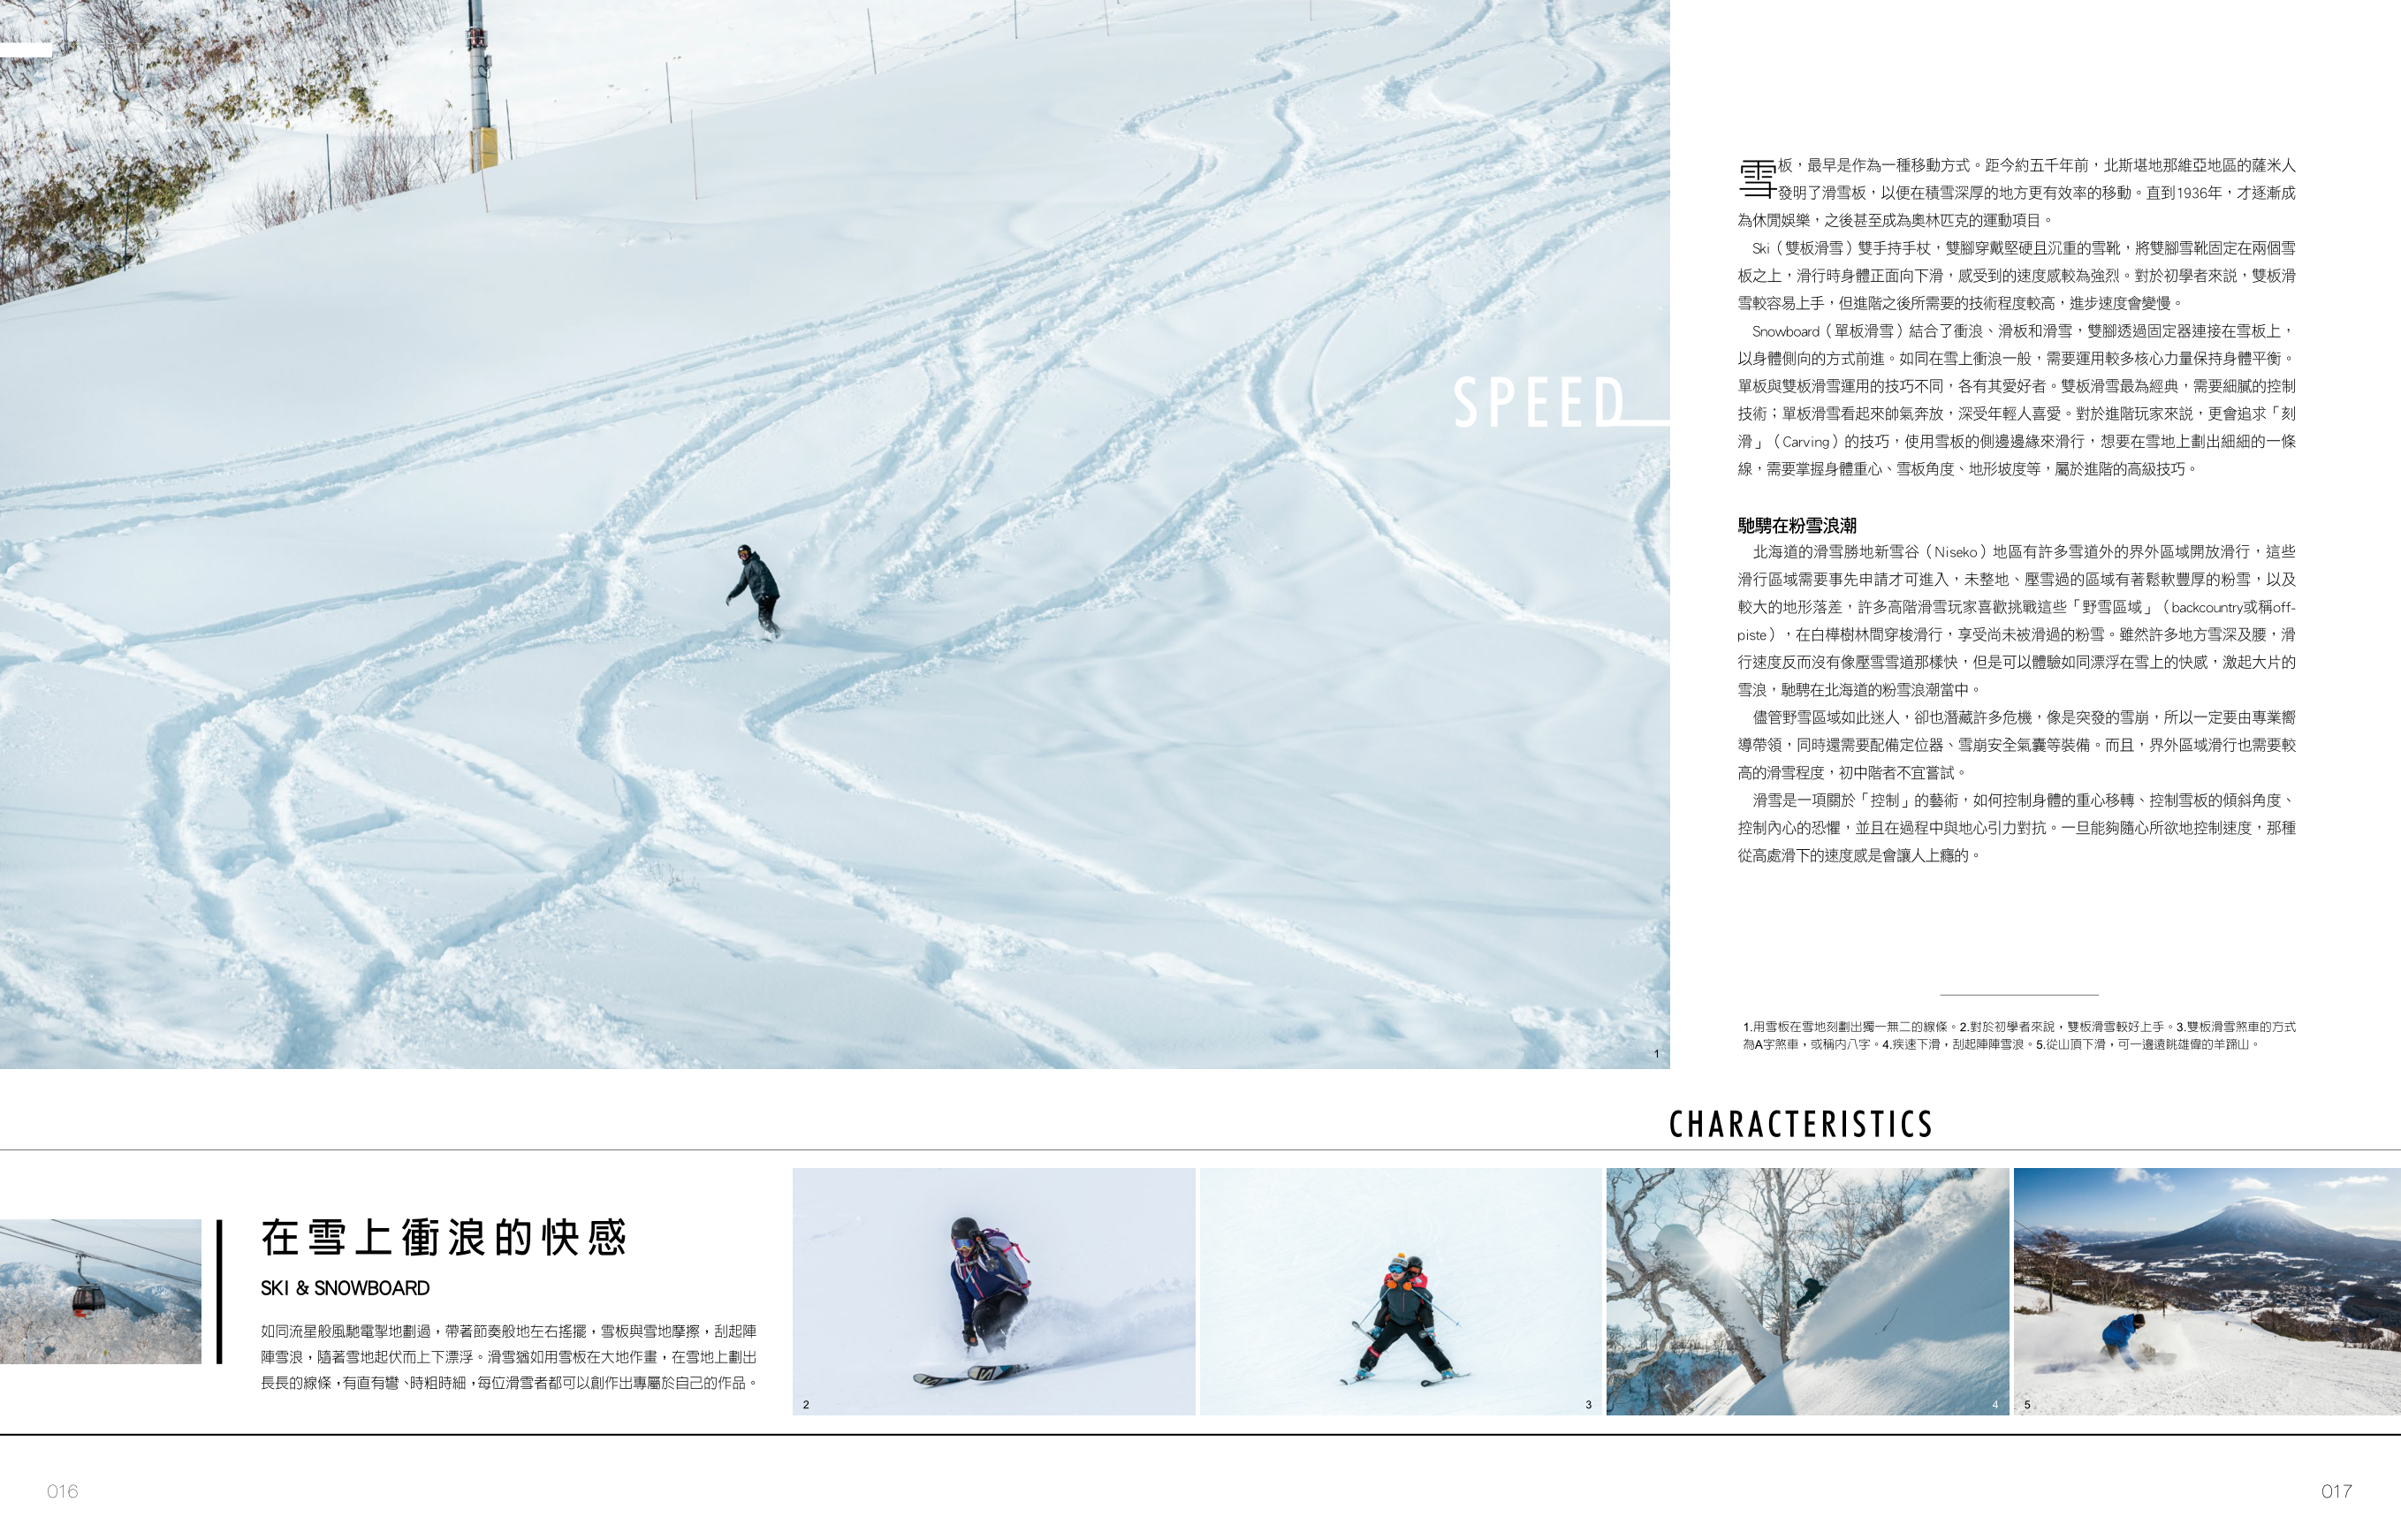 SPEED
雪板，最早是作為一種移動方式。距今約五千年前，北斯堪地那維亞地區的薩米人
發明了滑雪板，以便在積雪深厚的地方更有效率的移動。直到1936年，才逐漸成
為休閒娛樂，之後甚至成為奧林匹克的運動項目。
Ski（雙板滑雪）雙手持手杖，雙腳穿戴堅硬且沉重的雪靴，將雙腳雪靴固定在兩個雪
板之上，滑行時身體正面向下滑，感受到的速度感較為強烈。對於初學者來說，雙板滑
雪較容易上手，但進階之後所需要的技術程度較高，進步速度會變慢。
Snowboard（單板滑雪）結合了衝浪、滑板和滑雪，雙腳透過固定器連接在雪板上，
以身體側向的方式前進。如同在雪上衝浪一般，需要運用較多核心力量保持身體平衡。
單板與雙板滑雪運用的技巧不同，各有其愛好者。雙板滑雪最為經典，需要細膩的控制
技術；單板滑雪看起來帥氣奔放，深受年輕人喜愛。對於進階玩家來說，更會追求「刻
滑」（Carving）的技巧，使用雪板的側邊邊緣來滑行，想要在雪地上劃出細細的一條
線，需要掌握身體重心、雪板角度、地形坡度等，屬於進階的高級技巧。
馳騁在粉雪浪潮
北海道的滑雪勝地新雪谷（Niseko）地區有許多雪道外的界外區域開放滑行，這些
滑行區域需要事先申請才可進入，未整地、壓雪過的區域有著鬆軟豐厚的粉雪，以及
較大的地形落差，許多高階滑雪玩家喜歡挑戰這些「野雪區域」（backcountry或稱off-
piste），在白樺樹林間穿梭滑行，享受尚未被滑過的粉雪。雖然許多地方雪深及腰，滑
行速度反而沒有像壓雪雪道那樣快，但是可以體驗如同漂浮在雪上的快感，激起大片的
雪浪，馳騁在北海道的粉雪浪潮當中。
儘管野雪區域如此迷人，卻也潛藏許多危機，像是突發的雪崩，所以一定要由專業嚮
導帶領，同時還需要配備定位器、雪崩安全氣囊等裝備。而且，界外區域滑行也需要較
高的滑雪程度，初中階者不宜嘗試。
滑雪是一項關於「控制」的藝術，如何控制身體的重心移轉、控制雪板的傾斜角度、
控制內心的恐懼，並且在過程中與地心引力對抗。一旦能夠隨心所欲地控制速度，那種
從高處滑下的速度感是會讓人上癮的。
1.用雪板在雪地刻劃出獨一無二的線條。2.對於初學者來說，雙板滑雪較好上手。3.雙板滑雪煞車的方式
為A字煞車，或稱內八字。4.疾速下滑，刮起陣陣雪浪。5.從山頂下滑，可一邊遠眺雄偉的羊蹄山。
1
CHARACTERISTICS
在雪上衝浪的快感
SKI & SNOWBOARD
如同流星般風馳電掣地劃過，帶著節奏般地左右搖擺，雪板與雪地摩擦，刮起陣
陣雪浪，隨著雪地起伏而上下漂浮。滑雪猶如用雪板在大地作畫，在雪地上劃出
長長的線條，有直有彎、時粗時細，每位滑雪者都可以創作出專屬於自己的作品。
2
3
4
5
016
017